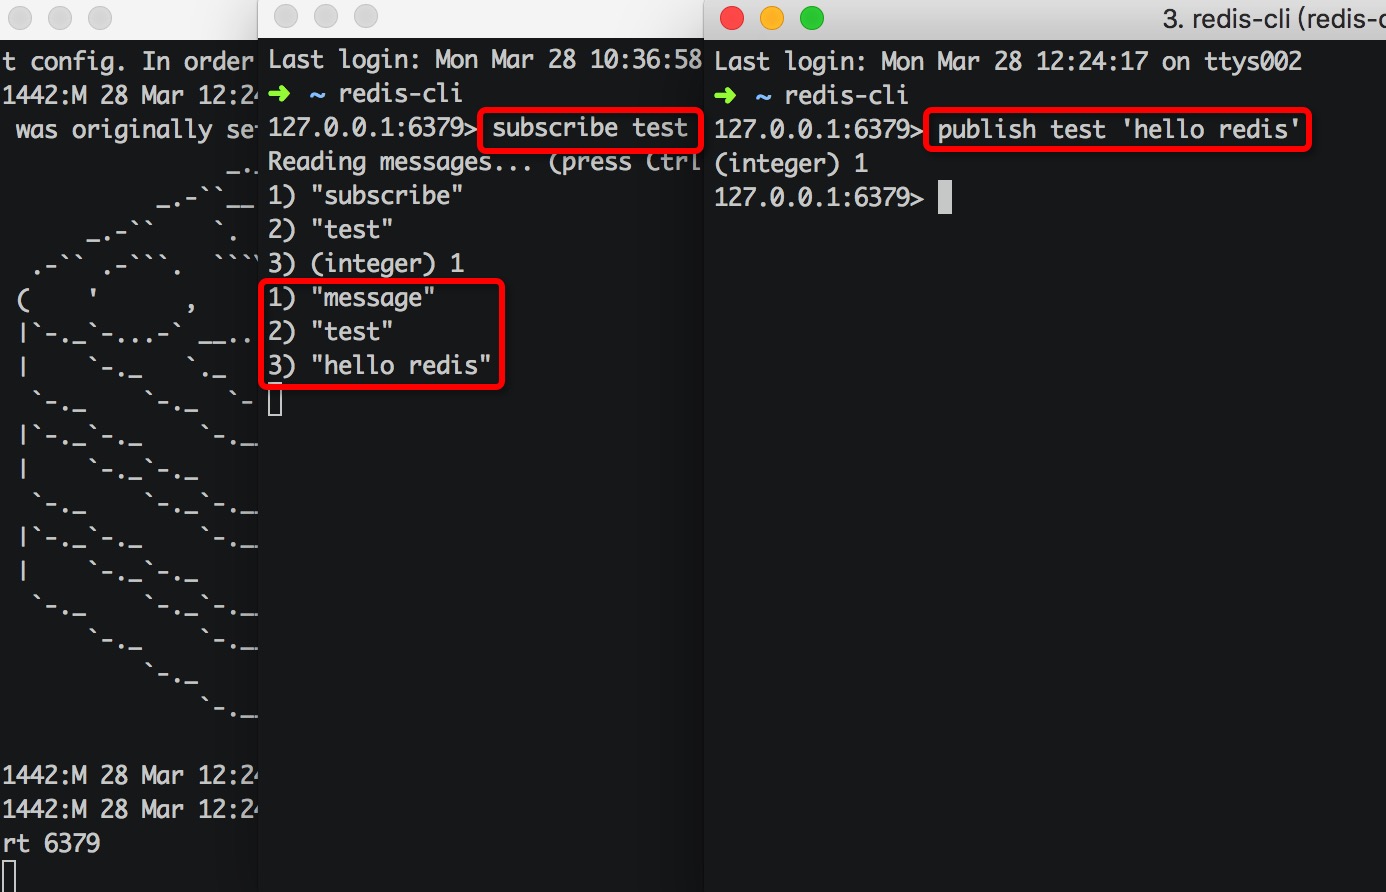 t config. In order
1442:M 28 Mar 12:24
was originally set
1442:M 28 Mar 12:24
1442:M 28 Mar 12:24
rt 6379
Last login: Mon Mar 28 10:36:58
➜ ~ redis-cli
127.0.0.1:6379> subscribe test
Reading messages... (press Ctrl
1) "subscribe"
2) "test"
3) (integer) 1
1) "message"
2) "test"
3) "hello redis"
3. redis-cli (redis-c
Last login: Mon Mar 28 12:24:17 on ttys002
➜ ~ redis-cli
127.0.0.1:6379> publish test 'hello redis'
(integer) 1
127.0.0.1:6379>